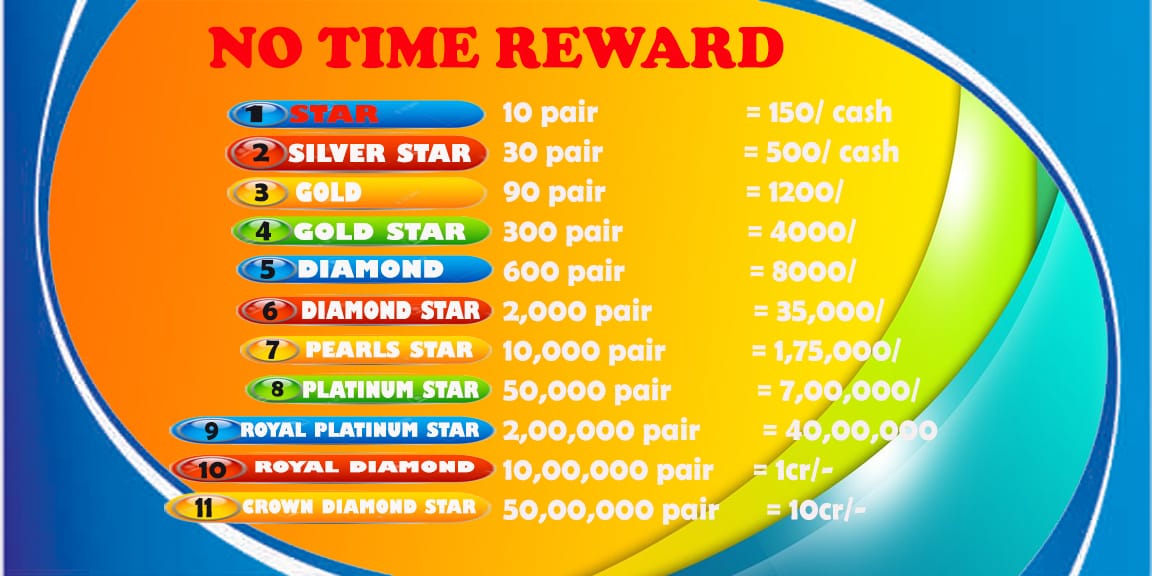 NO TIME REWARD
1 STAR 10 pair = 150/ cash
2 SILVER STAR 30 pair = 500/ cash
3 GOLD 90 pair = 1200/
4 GOLD STAR 300 pair = 4000/
5 DIAMOND 600 pair = 8000/
6 DIAMOND STAR 2,000 pair = 35,000/
7 PEARLS STAR 10,000 pair = 1,75,000/
8 PLATINUM STAR 50,000 pair = 7,00,000/
9 ROYAL PLATINUM STAR 2,00,000 pair = 40,00,000
10 ROYAL DIAMOND 10,00,000 pair = 1cr/-
11 CROWN DIAMOND STAR 50,00,000 pair = 10cr/-